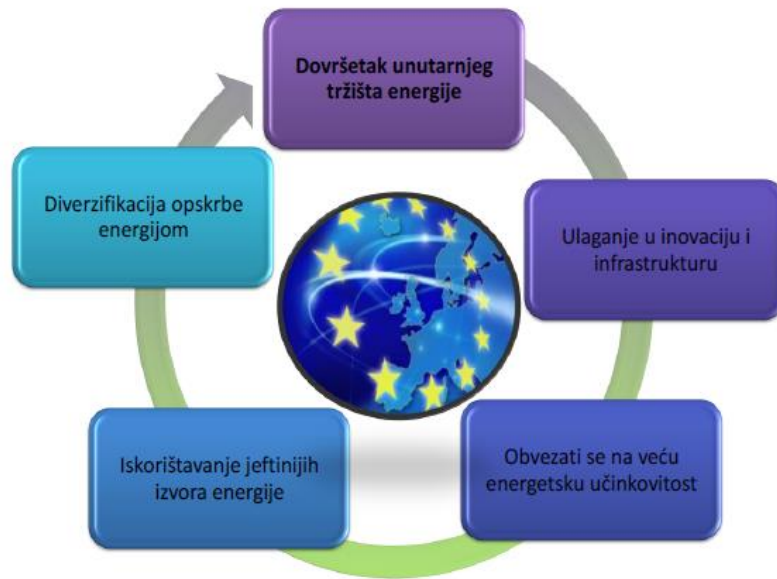 Dovršetak unutarnjeg
tržišta energije
Ulaganje u inovaciju i
infrastrukturu
Obvezati se na veću
energetsku učinkovitost
Iskorištavanje jeftinijih
izvora energije
Diverzifikacija opskrbe
energijom